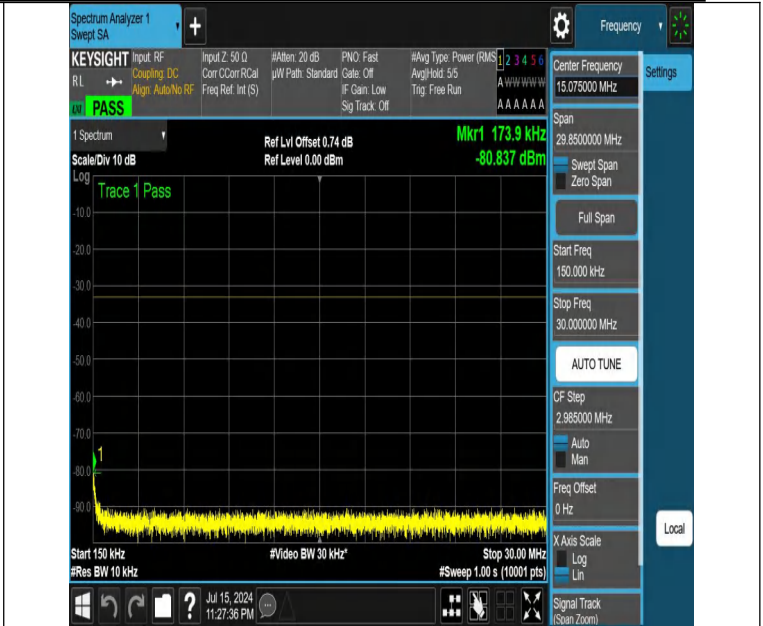 Spectrum Analyzer 1
Swept SA
+
Frequency
KEYSIGHT
RL
LXI
PASS
Input: RF
Coupling: DC
Align: Auto/No RF
Input Z: 50 Ω
Corr CCorr RCal
Freq Ref: Int (S)
#Atten: 20 dB
µW Path: Standard
PNO: Fast
Gate: Off
IF Gain: Low
Sig Track: Off
#Avg Type: Power (RMS
Avg|Hold: 5/5
Trig: Free Run
1 2 3 4 5 6
A W W W W W
A A A A A A
1 Spectrum
Scale/Div 10 dB
Ref Lvl Offset 0.74 dB
Ref Level 0.00 dBm
Mkr1 173.9 kHz
-80.837 dBm
Log
Trace 1 Pass
-10.0
-20.0
-30.0
-40.0
-50.0
-60.0
-70.0
1
-80.0
-90.0
Start 150 kHz
#Video BW 30 kHz*
Stop 30.00 MHz
#Res BW 10 kHz
#Sweep 1.00 s (10001 pts)
?
Jul 15, 2024
11:27:36 PM
Center Frequency
15.075000 MHz
Settings
Span
29.8500000 MHz
Swept Span
Zero Span
Full Span
Start Freq
150.000 kHz
Stop Freq
30.000000 MHz
AUTO TUNE
CF Step
2.985000 MHz
Auto
Man
Freq Offset
0 Hz
Local
X Axis Scale
Log
Lin
Signal Track
(Span Zoom)